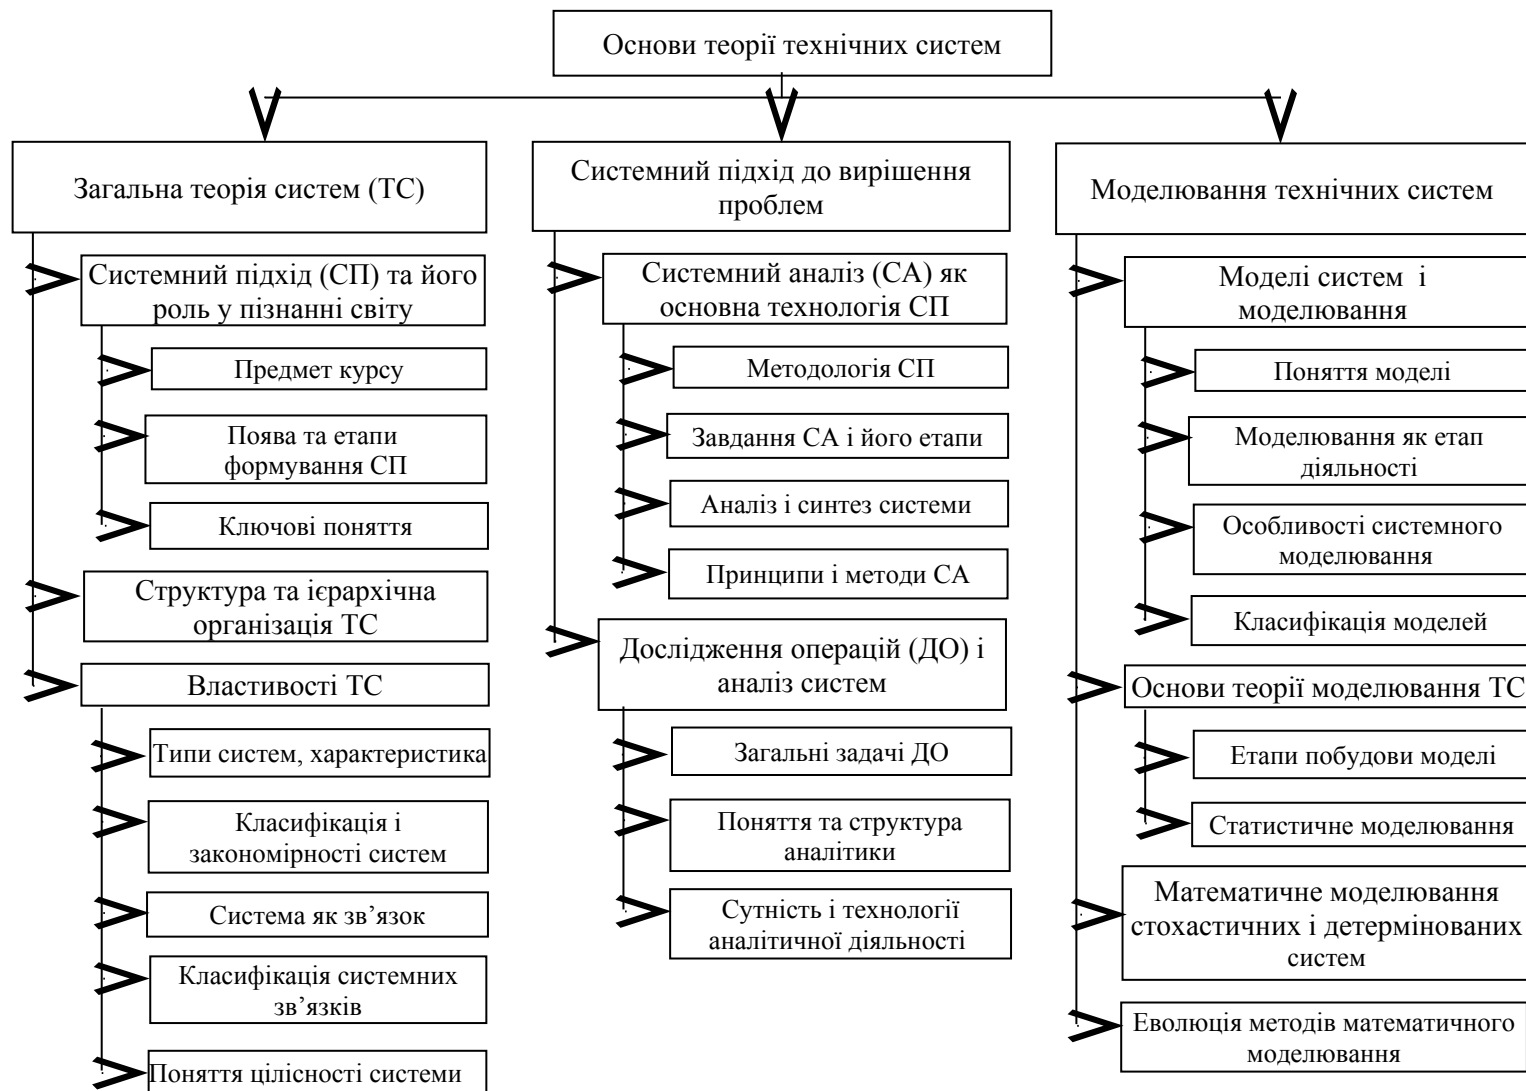 Основи теорії технічних систем
Загальна теорія систем (ТС)
Системний підхід (СП) та його
роль у пізнанні світу
Предмет курсу
Поява та етапи
формування СП
Ключові поняття
Структура та ієрархічна
організація ТС
Властивості ТС
Типи систем, характеристика
Класифікація і
закономірності систем
Система як зв’язок
Класифікація системних
зв’язків
Поняття цілісності системи
Системний підхід до вирішення
проблем
Системний аналіз (СА) як
основна технологія СП
Методологія СП
Завдання СА і його етапи
Аналіз і синтез системи
Принципи і методи СА
Дослідження операцій (ДО) і
аналіз систем
Загальні задачі ДО
Поняття та структура
аналітики
Сутність і технології
аналітичної діяльності
Моделювання технічних систем
Моделі систем і
моделювання
Поняття моделі
Моделювання як етап
діяльності
Особливості системного
моделювання
Класифікація моделей
Основи теорії моделювання ТС
Етапи побудови моделі
Статистичне моделювання
Математичне моделювання
стохастичних і детермінованих
систем
Еволюція методів математичного
моделювання